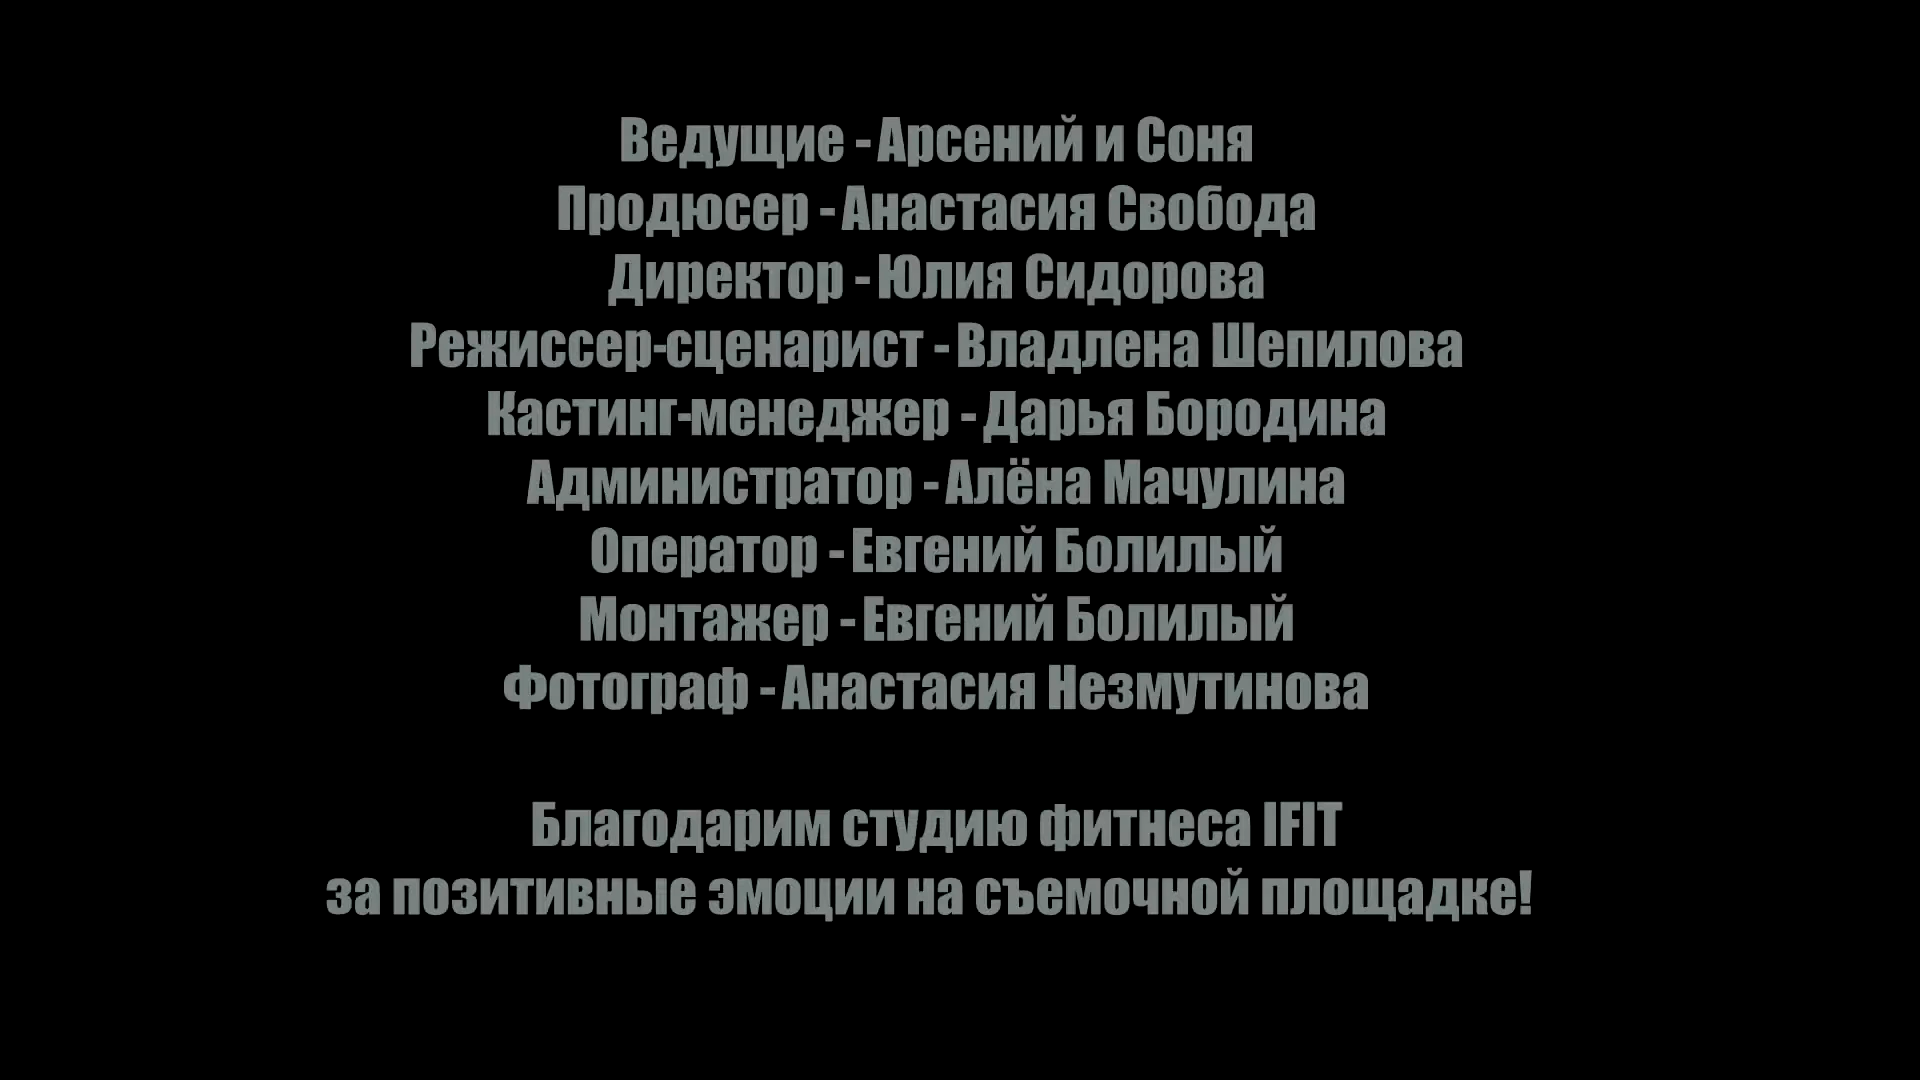 Ведущие - Арсений и Соня
Продюсер - Анастасия Свобода
Директор - Юлия Сидорова
Режиссер-сценарист - Владлена Шепилова
Кастинг-менеджер - Дарья Бородина
Администратор - Алёна Мачулина
Оператор - Евгений Болилый
Монтажер - Евгений Болилый
Фотограф - Анастасия Незмутинова
Благодарим студию фитнеса IFIT
за позитивные эмоции на съемочной площадке!